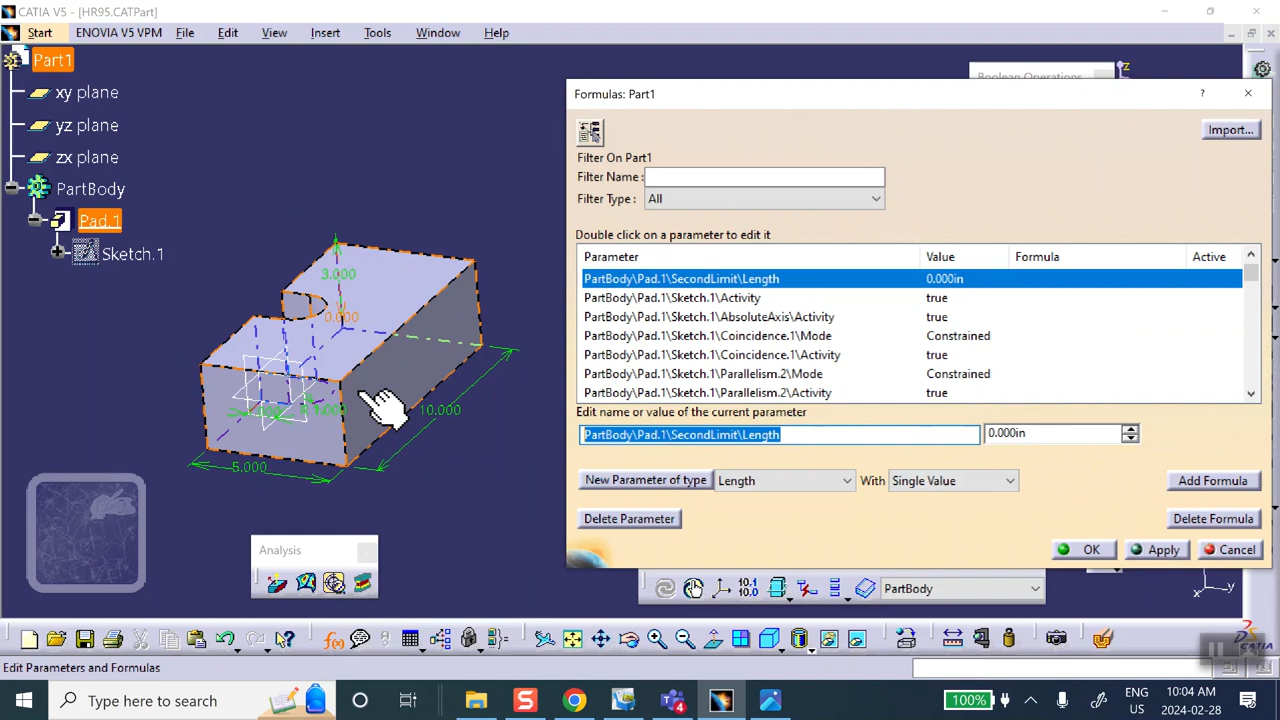 CATIA V5 - [HR95.CATPart]
Start ENOVIA V5 VPM File Edit View Insert Tools Window Help
Part1
xy plane
yz plane
zx plane
PartBody
Pad.1
Sketch.1
3.000
0.000
10.000
5.000
Boolean Operations
z
Formulas: Part1
?
Import...
Filter On Part1
Filter Name :
Filter Type : All
Double click on a parameter to edit it
Parameter Value Formula Active
PartBody\Pad.1\SecondLimit\Length 0.000in
PartBody\Pad.1\Sketch.1\Activity true
PartBody\Pad.1\Sketch.1\AbsoluteAxis\Activity true
PartBody\Pad.1\Sketch.1\Coincidence.1\Mode Constrained
PartBody\Pad.1\Sketch.1\Coincidence.1\Activity true
PartBody\Pad.1\Sketch.1\Parallelism.2\Mode Constrained
PartBody\Pad.1\Sketch.1\Parallelism.2\Activity true
Edit name or value of the current parameter
PartBody\Pad.1\SecondLimit\Length 0.000in
New Parameter of type Length With Single Value Add Formula
Delete Parameter Delete Formula
OK Apply Cancel
Analysis
10.1
10.0
PartBody
x y
f(x)
CATIA
Edit Parameters and Formulas
Type here to search
4
100%
ENG
US
10:04 AM
2024-02-28